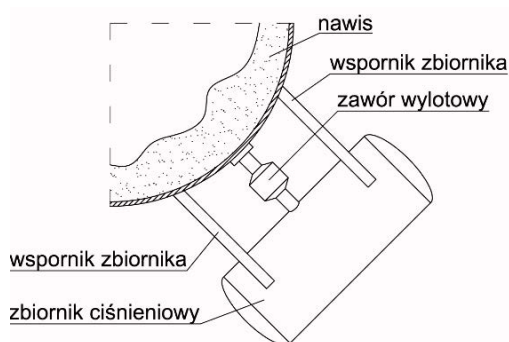 nawis
wspornik zbiornika
zawór wylotowy
wspornik zbiornika
zbiornik ciśnieniowy